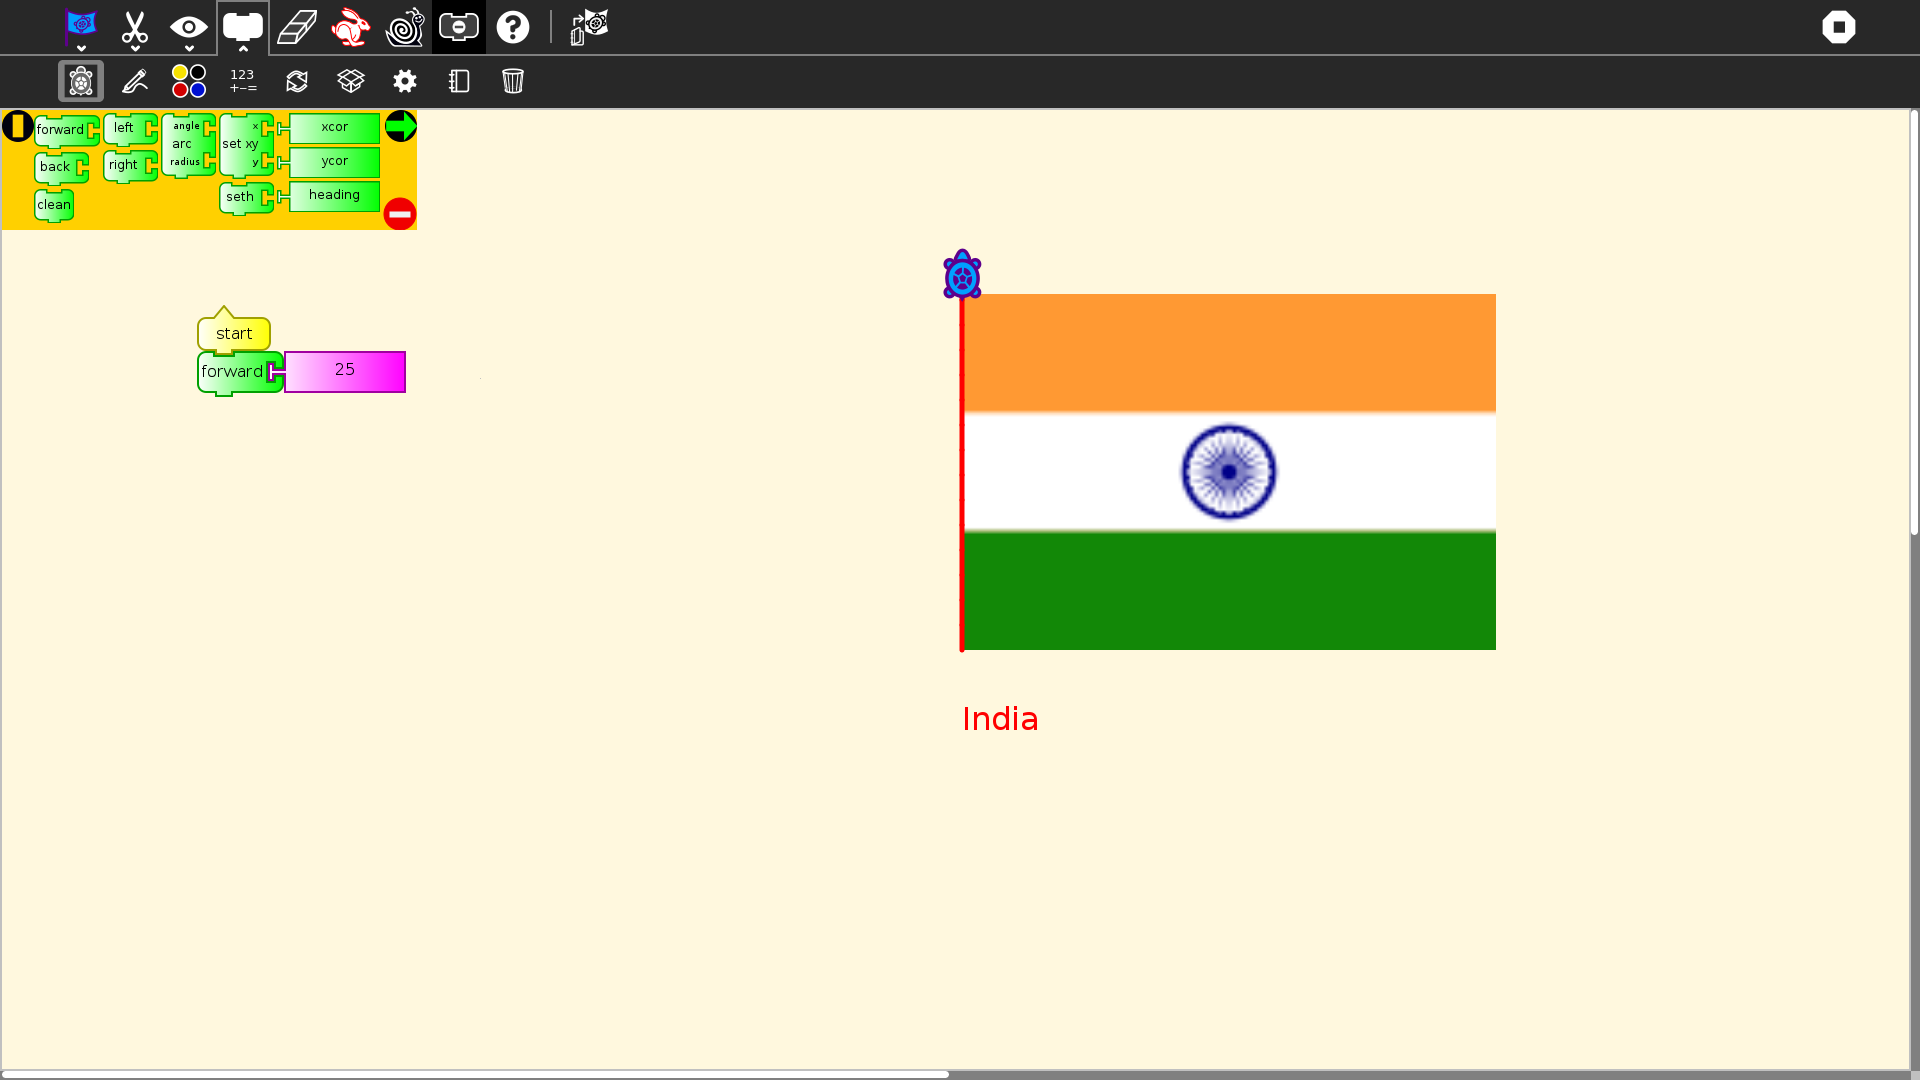 123
+-=
forward
left
angle
arc
radius
x
set xy
y
xcor
back
right
ycor
clean
seth
heading
start
forward
25
India